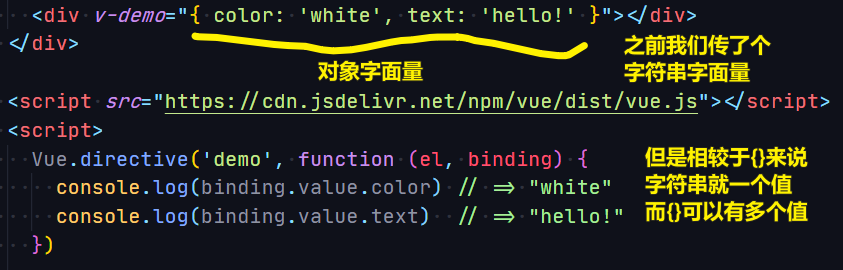 <div v-demo="{ color: 'white', text: 'hello!' }"></div>
</div>
对象字面量
之前我们传了个
字符串字面量
<script src="https://cdn.jsdelivr.net/npm/vue/dist/vue.js"></script>
<script>
Vue.directive('demo', function (el, binding) {
console.log(binding.value.color) // => "white"
console.log(binding.value.text) // => "hello!"
})
但是相较于{}来说
字符串就一个值
而{}可以有多个值